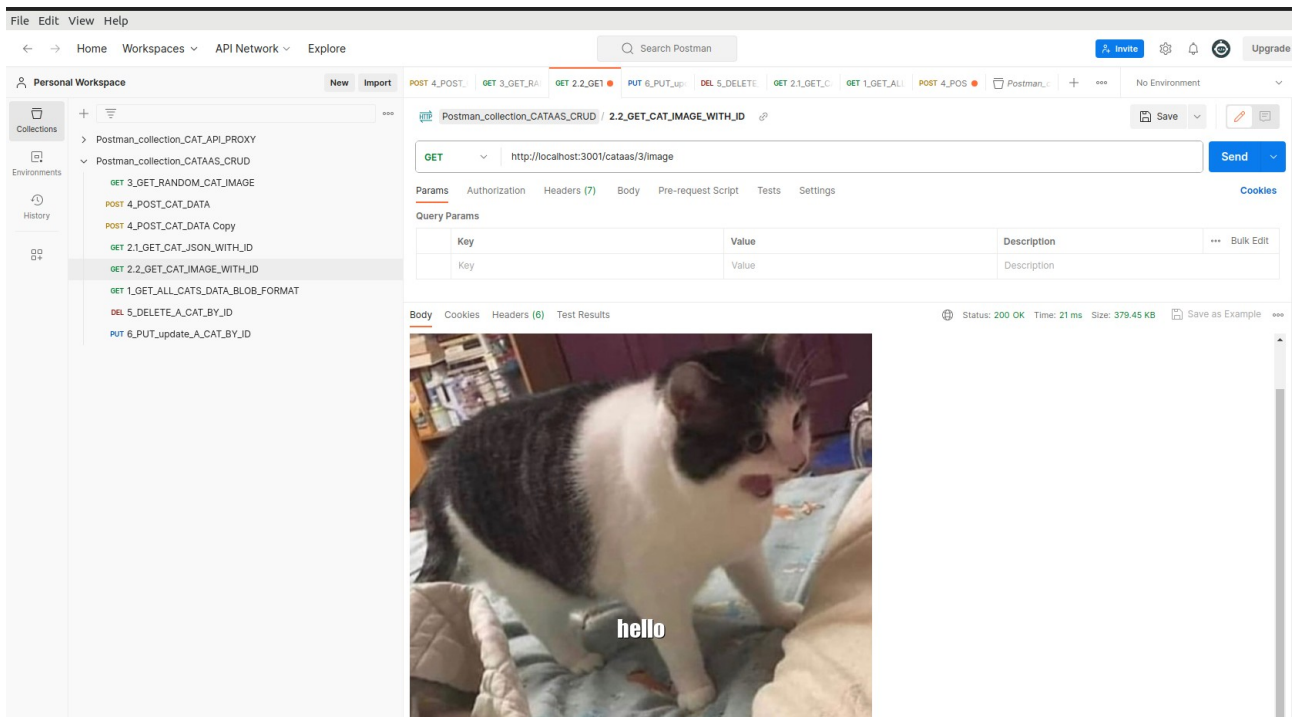 File Edit View Help
Home Workspaces API Network Explore
Search Postman
Invite
Upgrade
Personal Workspace
New Import
POST 4_POST_
GET 3_GET_RA
GET 2.2_GET
PUT 6_PUT_up
DEL 5_DELETE
GET 2.1_GET_C
GET 1_GET_AL
POST 4_POS
Postman_c
No Environment
Collections
Environments
History
Postman_collection_CAT_API_PROXY
Postman_collection_CATAAS_CRUD
GET 3_GET_RANDOM_CAT_IMAGE
POST 4_POST_CAT_DATA
POST 4_POST_CAT_DATA Copy
GET 2.1_GET_CAT_JSON_WITH_ID
GET 2.2_GET_CAT_IMAGE_WITH_ID
GET 1_GET_ALL_CATS_DATA_BLOB_FORMAT
DEL 5_DELETE_A_CAT_BY_ID
PUT 6_PUT_update_A_CAT_BY_ID
Postman_collection_CATAAS_CRUD / 2.2_GET_CAT_IMAGE_WITH_ID
Save
GET http://localhost:3001/cataas/3/image
Send
Params Authorization Headers (7) Body Pre-request Script Tests Settings
Cookies
Query Params
Key Value Description Bulk Edit
Key Value Description
Body Cookies Headers (6) Test Results
Status: 200 OK Time: 21 ms Size: 379.45 KB Save as Example
hello